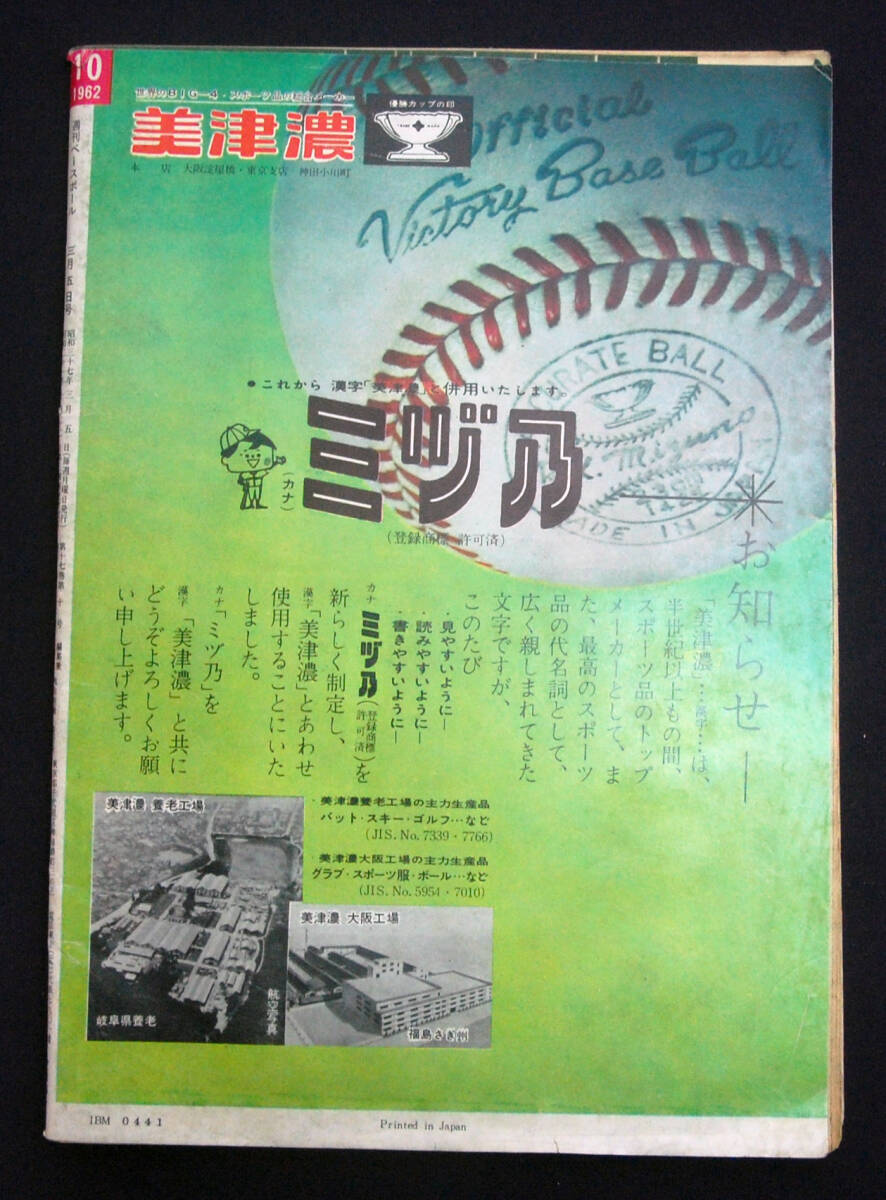 10
1962
週刊ベースボール
三月五日号
世界のBIG-4・スポーツ品の総合メーカー
美津濃
優勝カップの印
本 店 大阪淀屋橋・東京支店 神田小川町
Official
Victory Base Ball
RATE BALL
Mizuno
MADE IN
●これから 漢字「美津濃」と併用いたします。
ミヅ乃
(カナ)
(登録商標 許可済)
お知らせ
「美津濃」…漢字…は、
半世紀以上もの間、
スポーツ品のトップ
メーカーとして、ま
た、最高のスポーツ
品の代名詞として、
広く親しまれてきた
文字ですが、
このたび
・見やすいように―
・読みやすいように―
・書きやすいように―
カナ ミヅ乃(登録商標許可済)を
新らしく制定し、
漢字「美津濃」とあわせ
使用することにいた
しました。
カナ「ミヅ乃」を
漢字「美津濃」と共に
どうぞよろしくお願
い申し上げます。
・美津濃養老工場の主力生産品
バット・スキー・ゴルフ…など
(JIS. No. 7339・7766)
・美津濃大阪工場の主力生産品
グラブ・スポーツ服・ボール…など
(JIS. No. 5954・7010)
美津濃 養老工場
岐阜県養老
航空写真
美津濃 大阪工場
福島さぎ州
IBM 0441
Printed in Japan